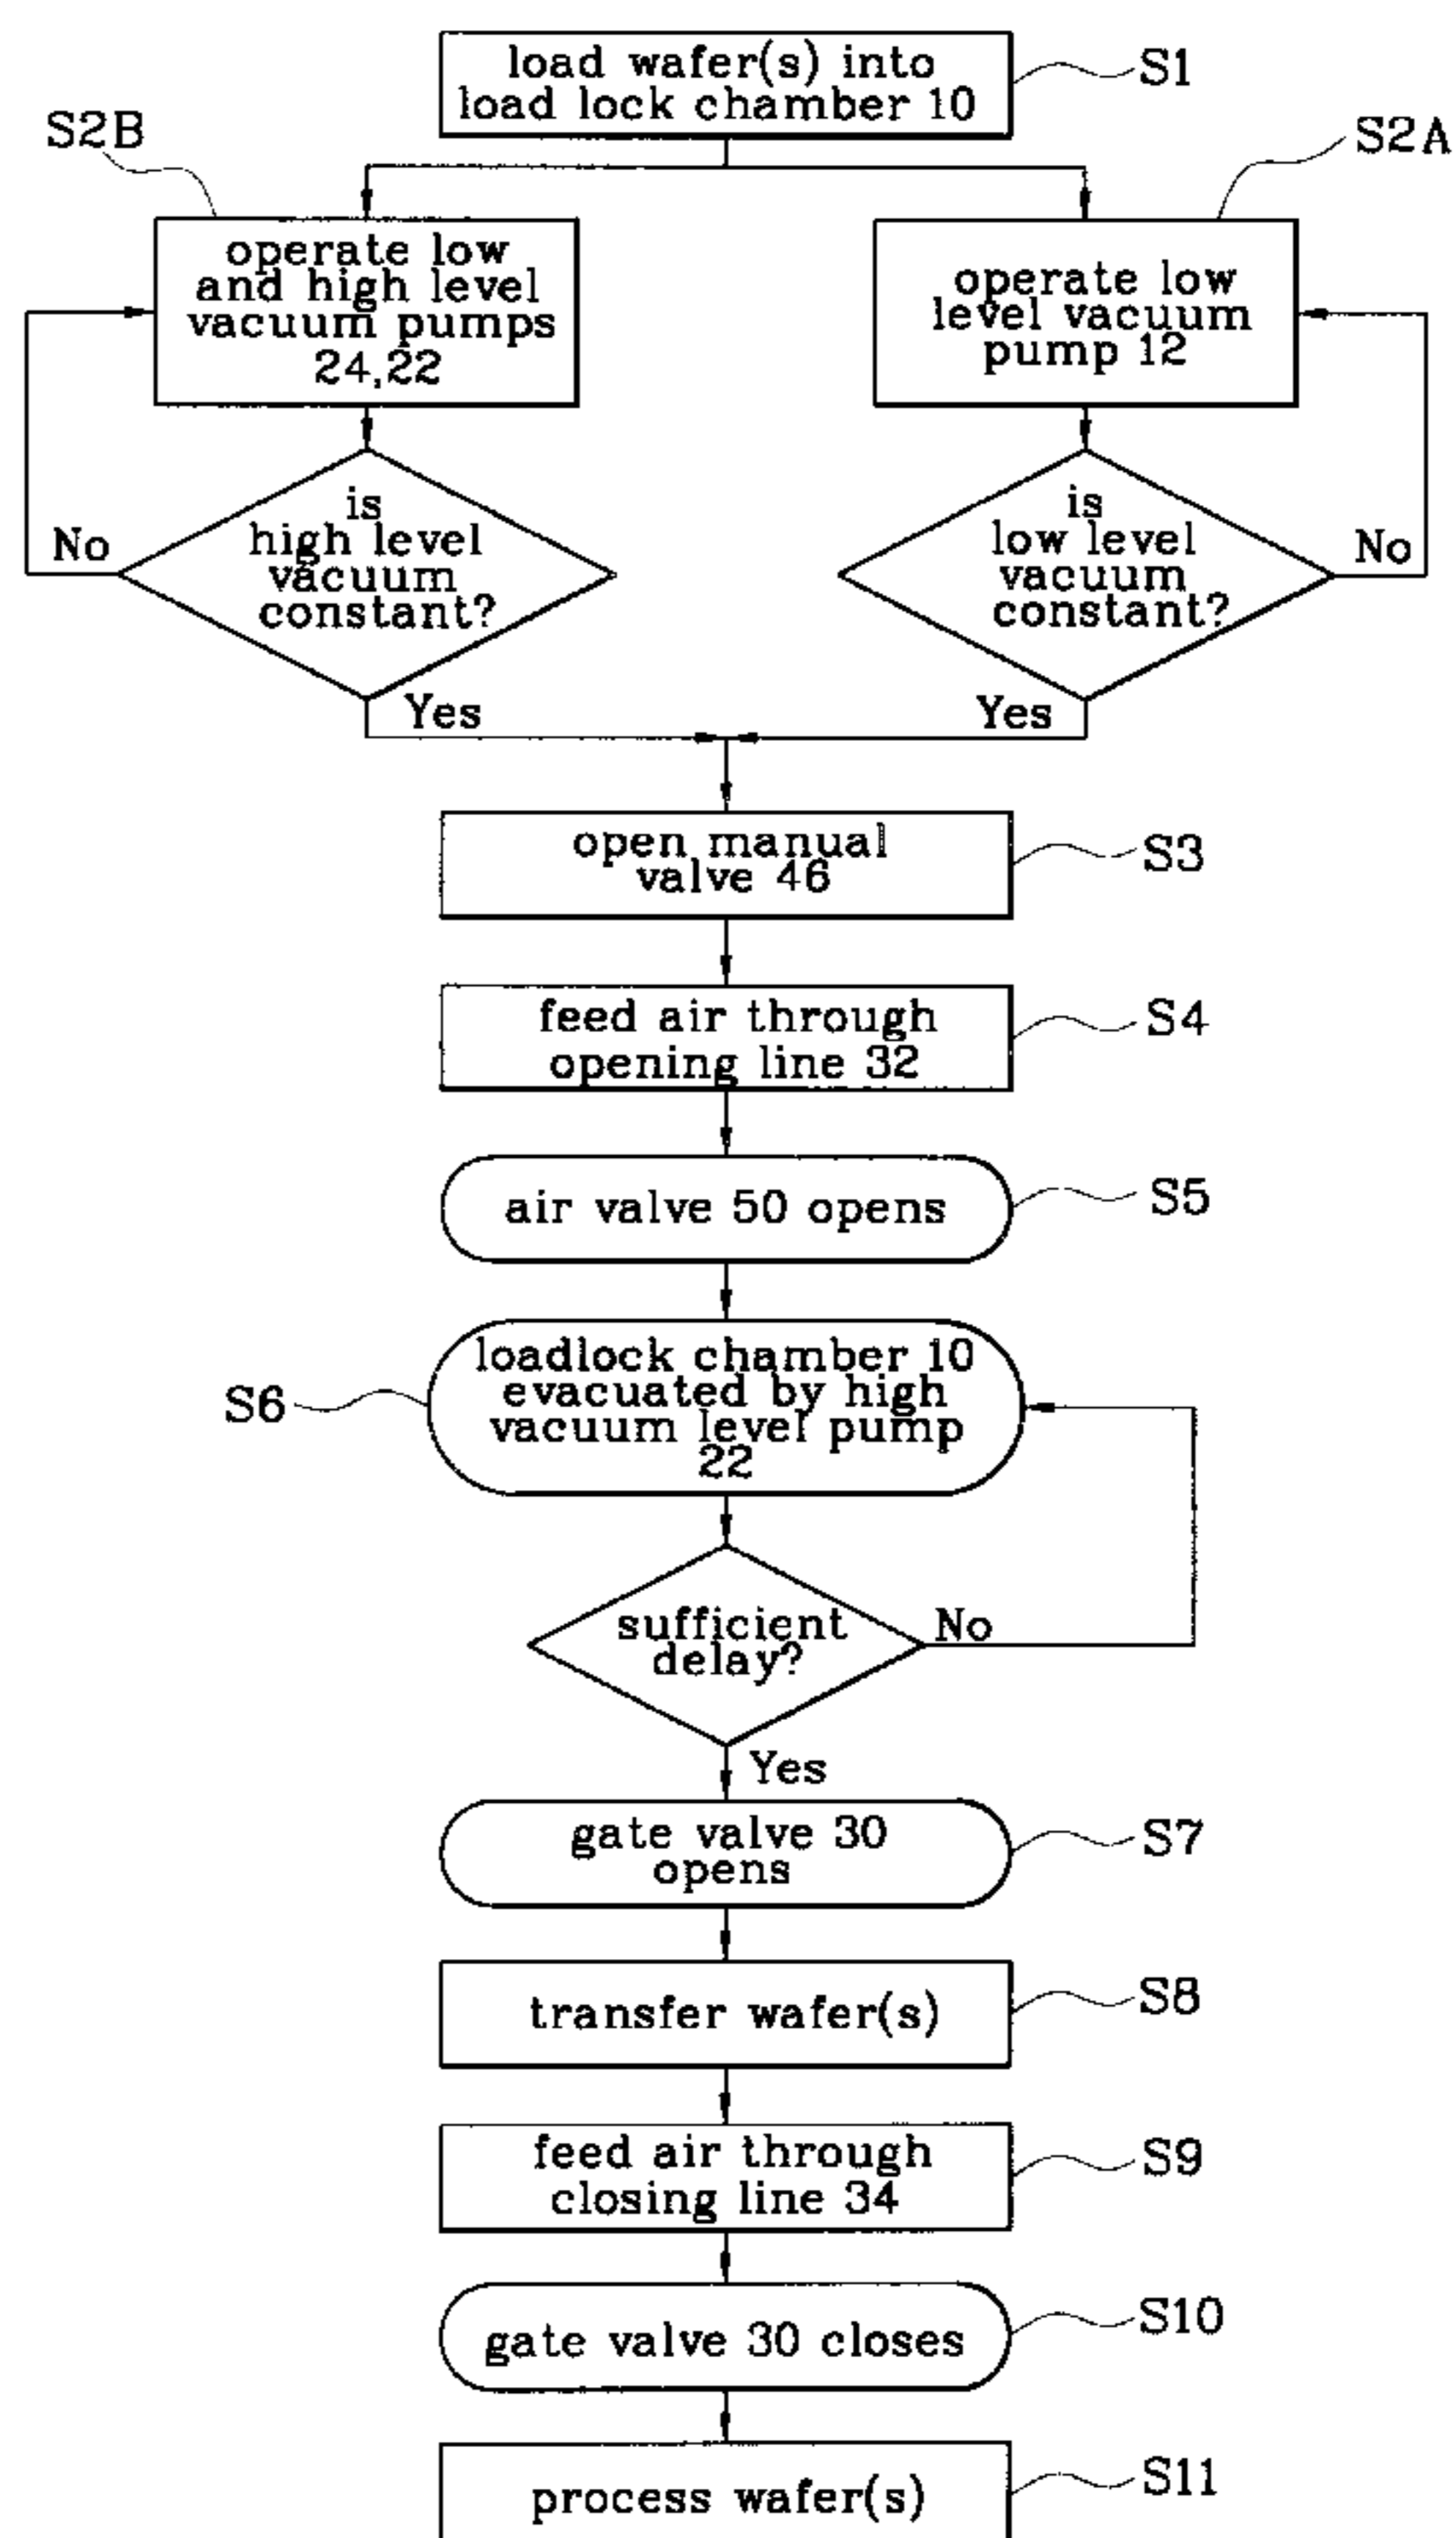 load wafer(s) into
load lock chamber 10
S1
S2B
S2A
operate low
and high level
vacuum pumps
24,22
operate low
level vacuum
pump 12
is
high level
vacuum
constant?
No
Yes
is
low level
vacuum
constant?
No
Yes
open manual
valve 46
S3
feed air through
opening line 32
S4
air valve 50 opens
S5
loadlock chamber 10
evacuated by high
vacuum level pump
22
S6
sufficient
delay?
No
Yes
gate valve 30
opens
S7
transfer wafer(s)
S8
feed air through
closing line 34
S9
gate valve 30 closes
S10
process wafer(s)
S11